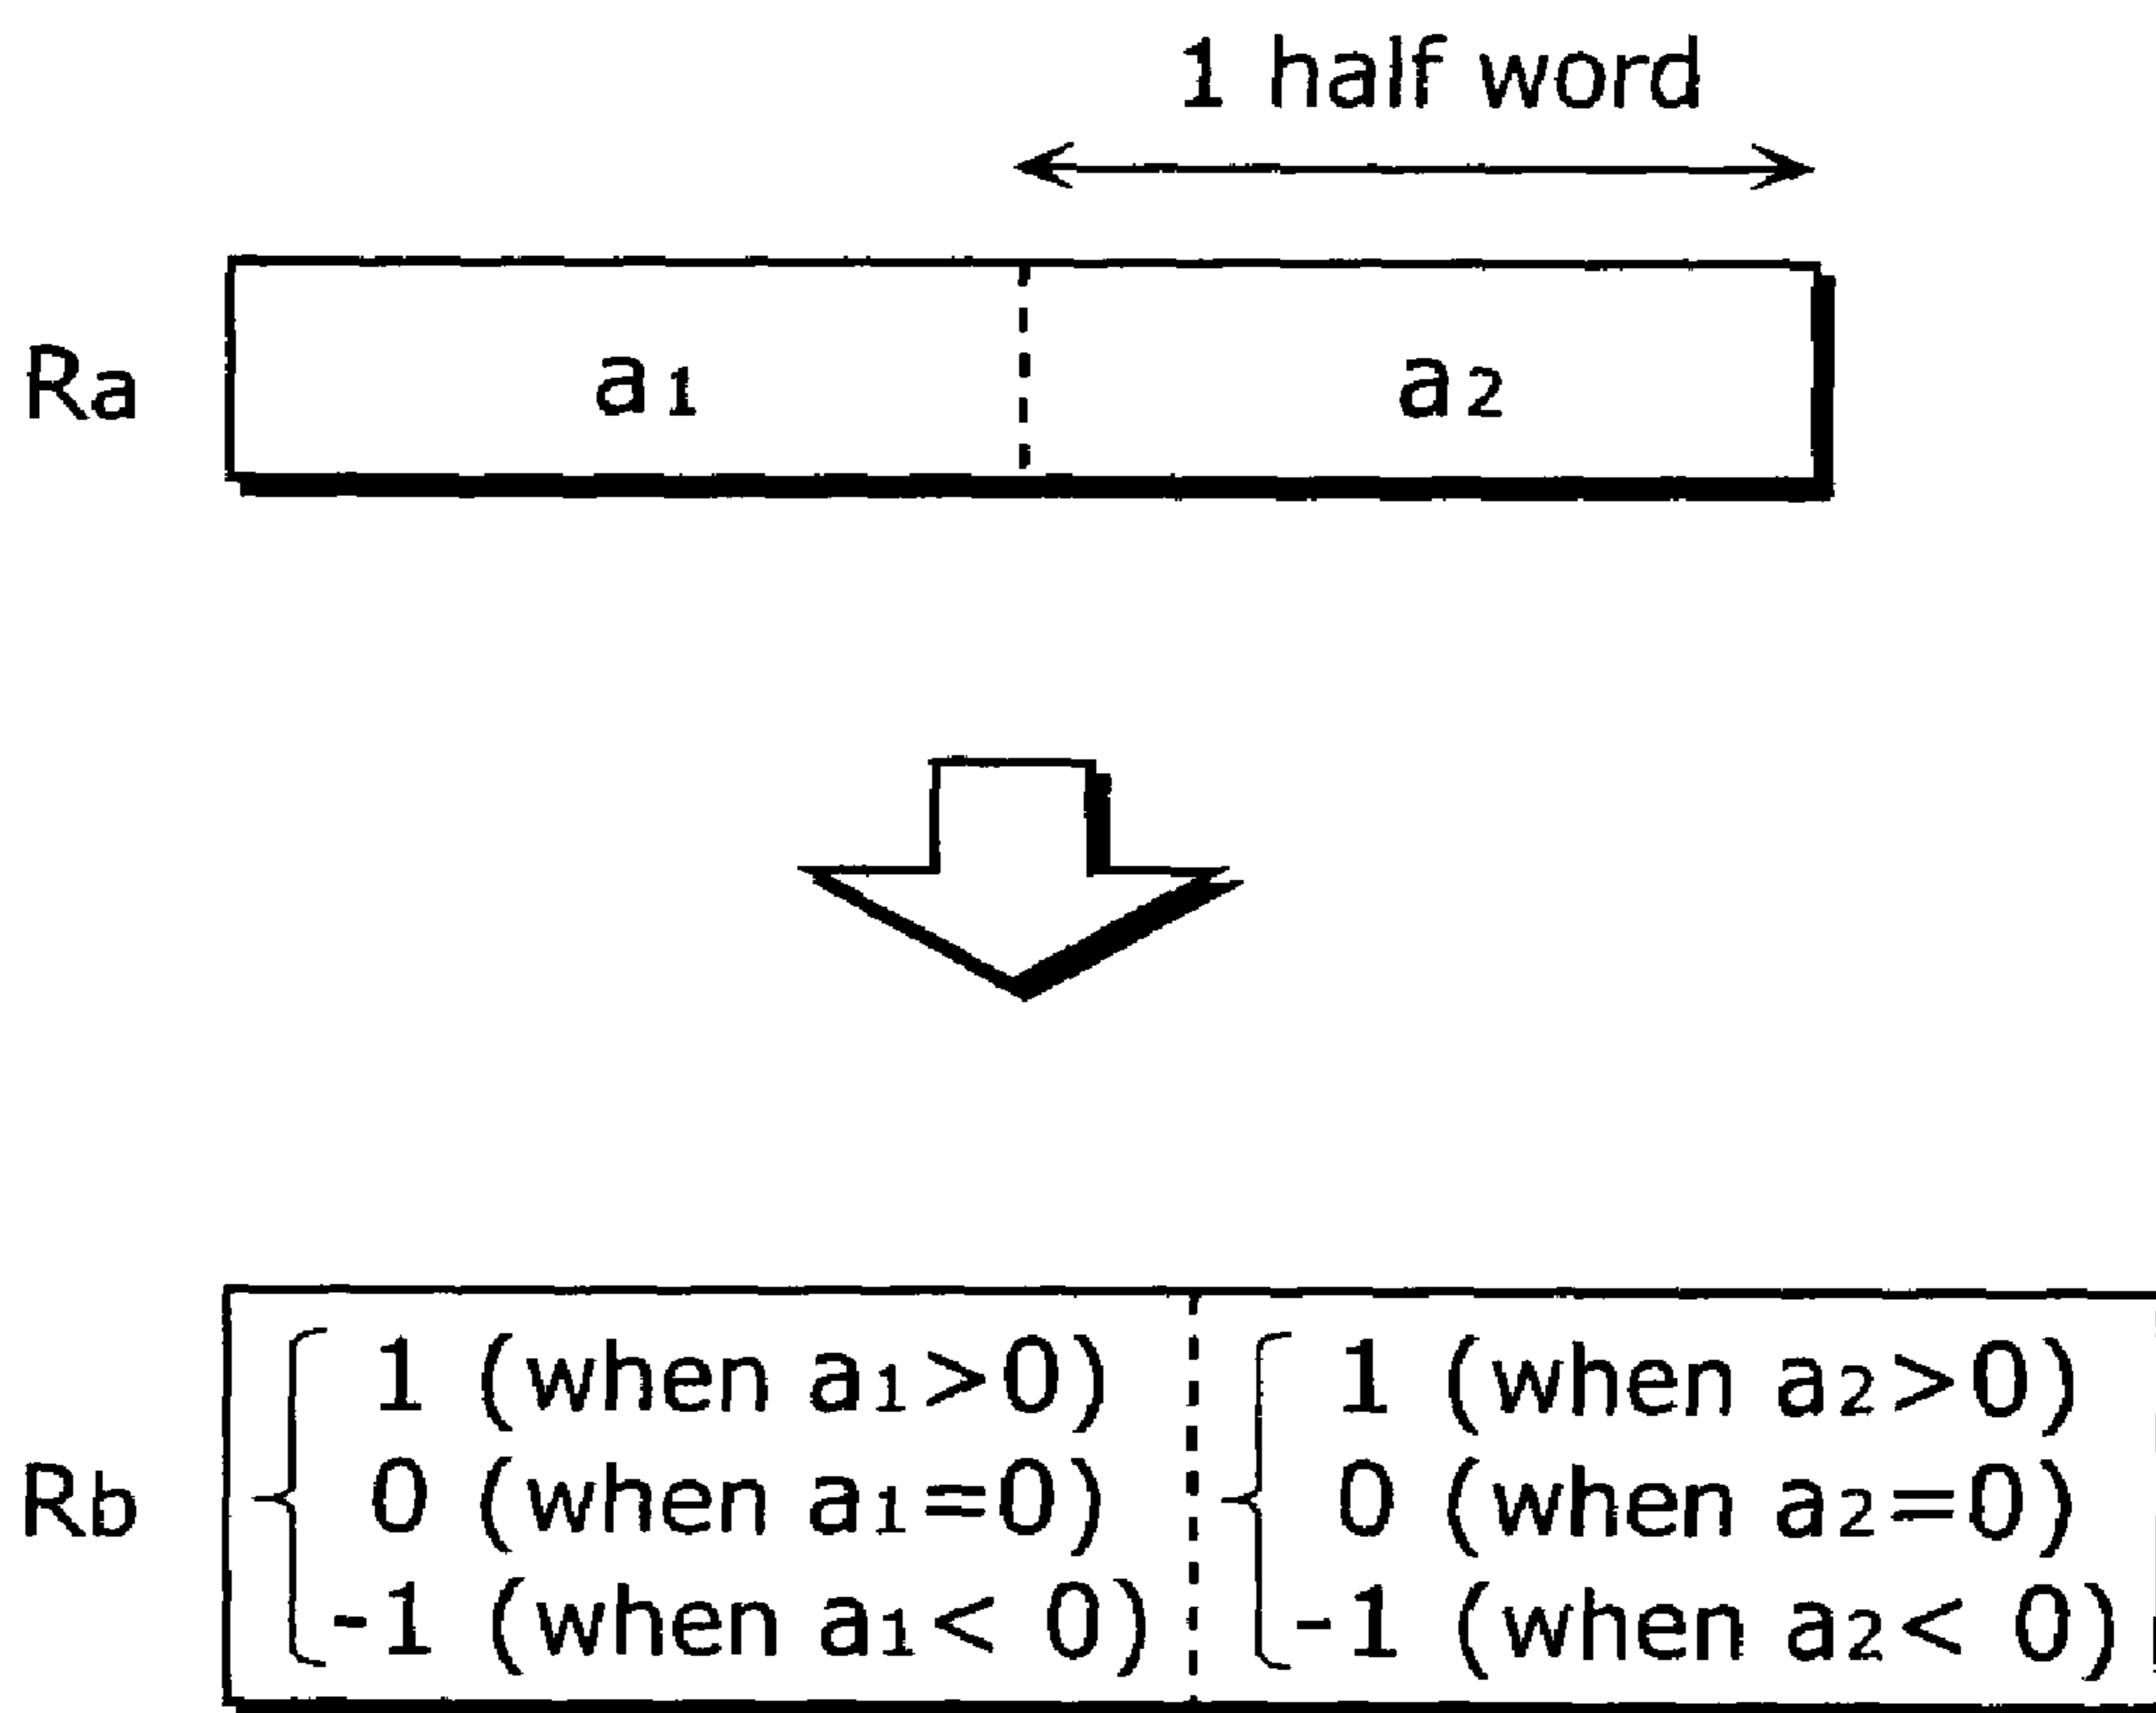 1 half word
Ra a1 a2
1 (when a1>0) 1 (when a2>0)
Rb 0 (when a1=0) 0 (when a2=0)
-1 (when a1< 0) -1 (when a2< 0)